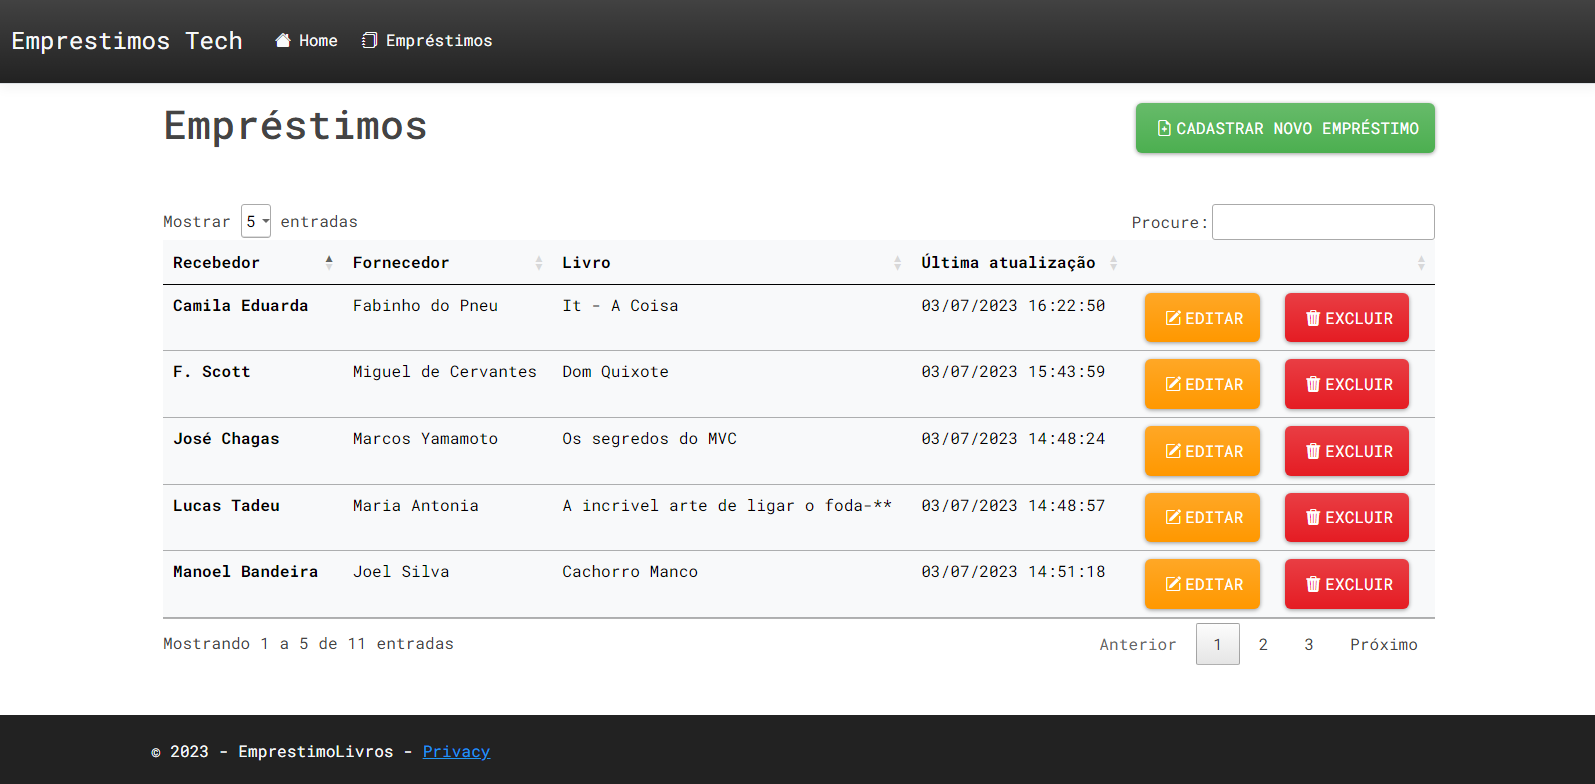 Emprestimos Tech Home Empréstimos
Empréstimos CADASTRAR NOVO EMPRÉSTIMO
Mostrar 5 entradas Procure:
Recebedor Fornecedor Livro Última atualização
Camila Eduarda Fabinho do Pneu It - A Coisa 03/07/2023 16:22:50 EDITAR EXCLUIR
F. Scott Miguel de Cervantes Dom Quixote 03/07/2023 15:43:59 EDITAR EXCLUIR
José Chagas Marcos Yamamoto Os segredos do MVC 03/07/2023 14:48:24 EDITAR EXCLUIR
Lucas Tadeu Maria Antonia A incrivel arte de ligar o foda-** 03/07/2023 14:48:57 EDITAR EXCLUIR
Manoel Bandeira Joel Silva Cachorro Manco 03/07/2023 14:51:18 EDITAR EXCLUIR
Mostrando 1 a 5 de 11 entradas Anterior 1 2 3 Próximo
© 2023 - EmprestimoLivros - Privacy